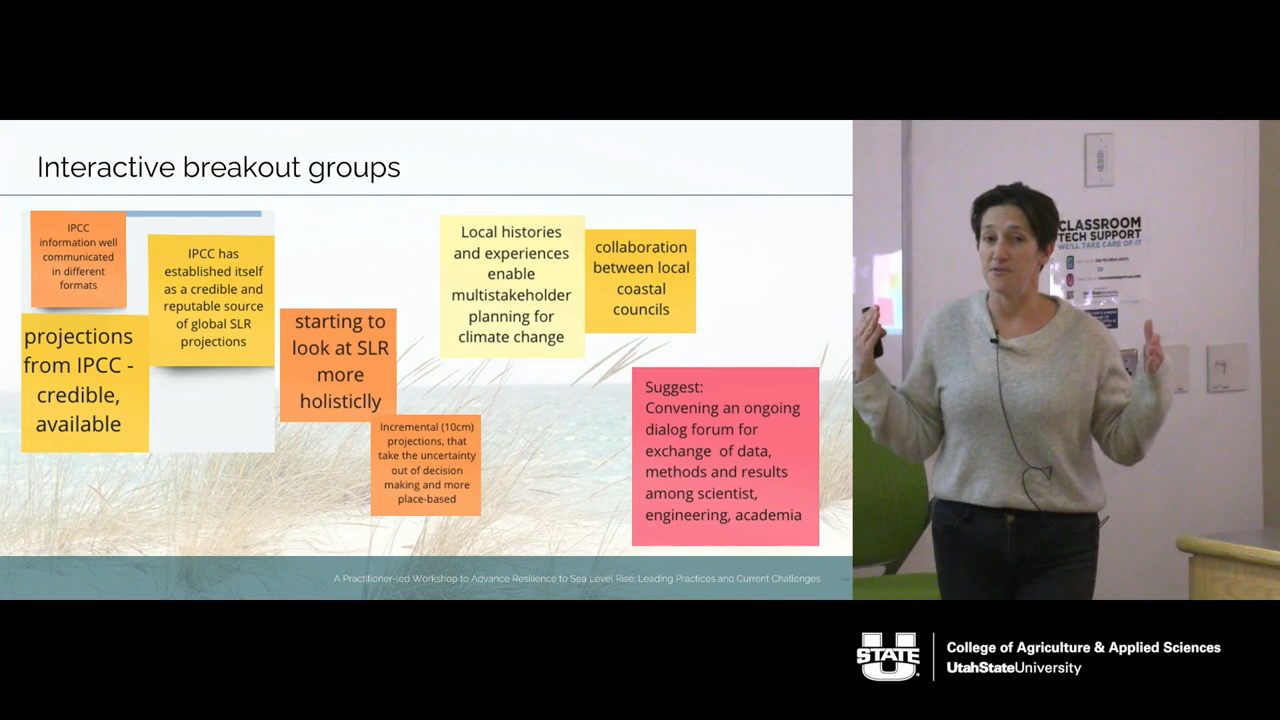 Interactive breakout groups
IPCC
information well
communicated
in different
formats
IPCC has
established itself
as a credible and
reputable source
of global SLR
projections
projections
from IPCC -
credible,
available
starting to
look at SLR
more
holisticlly
Incremental (10cm)
projections, that
take the uncertainty
out of decision
making and more
place-based
Local histories
and experiences
enable
multistakeholder
planning for
climate change
collaboration
between local
coastal
councils
Suggest:
Convening an ongoing
dialog forum for
exchange of data,
methods and results
among scientist,
engineering, academia
A Practitioner-led Workshop to Advance Resilience to Sea Level Rise: Leading Practices and Current Challenges
CLASSROOM
TECH SUPPORT
WE'LL TAKE CARE OF IT
STATE
College of Agriculture & Applied Sciences
UtahStateUniversity